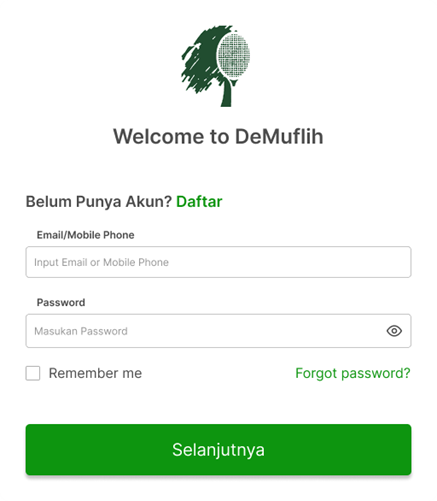 Welcome to DeMuflih
Belum Punya Akun? Daftar
Email/Mobile Phone
Input Email or Mobile Phone
Password
Masukan Password
Remember me Forgot password?
Selanjutnya